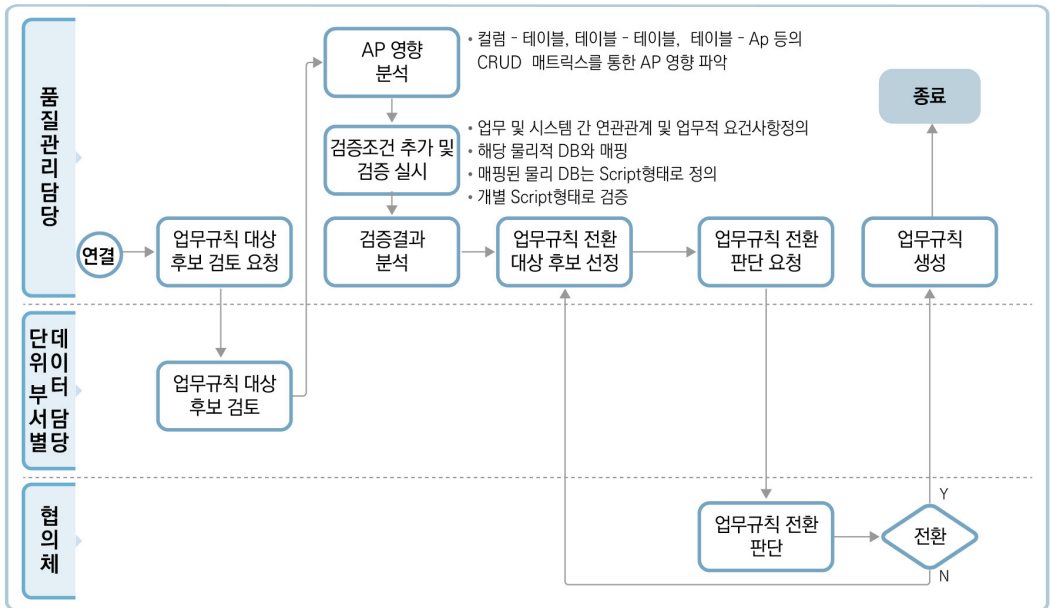 품질관리담당
연결
업무규칙 대상
후보 검토 요청
AP 영향
분석
• 컬럼 - 테이블, 테이블 - 테이블, 테이블 - Ap 등의
CRUD 매트릭스를 통한 AP 영향 파악
검증조건 추가 및
검증 실시
• 업무 및 시스템 간 연관관계 및 업무적 요건사항정의
• 해당 물리적 DB와 매핑
• 매핑된 물리 DB는 Script형태로 정의
• 개별 Script형태로 검증
검증결과
분석
업무규칙 전환
대상 후보 선정
업무규칙 전환
판단 요청
업무규칙
생성
종료
단위 부서별
데이터 담당
업무규칙 대상
후보 검토
협의체
업무규칙 전환
판단
전환
Y
N